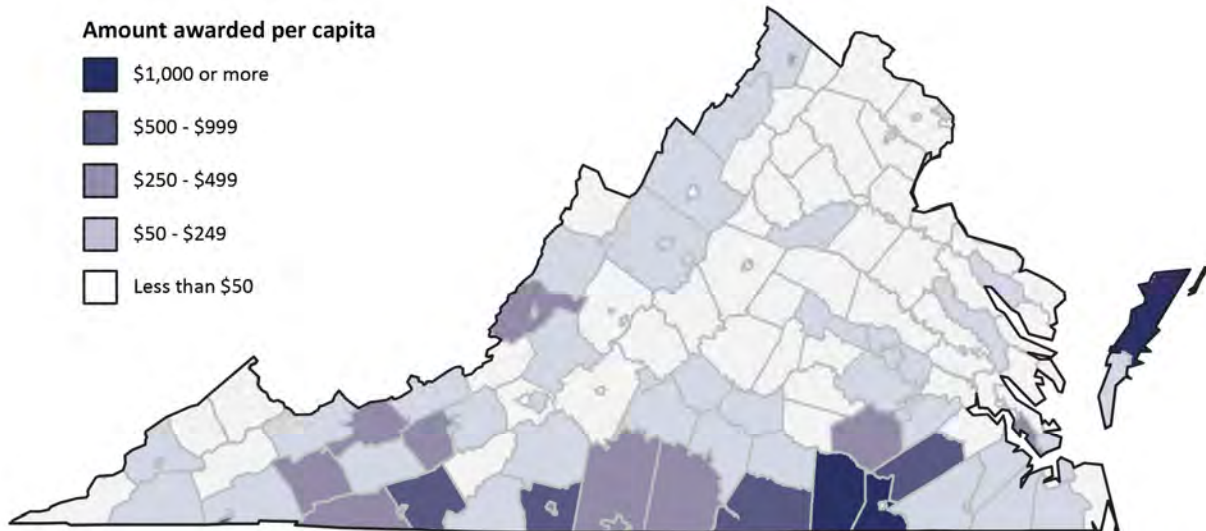 Amount awarded per capita
$1,000 or more
$500 - $999
$250 - $499
$50 - $249
Less than $50